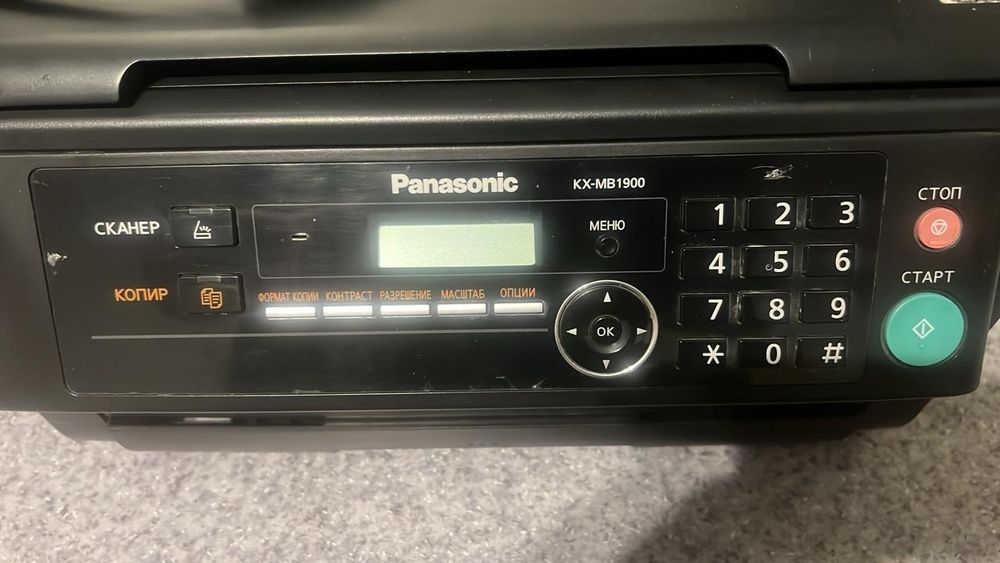 Panasonic KX-MB1900
СКАНЕР
КОПИР
МЕНЮ
ФОРМАТ КОПИИ КОНТРАСТ РАЗРЕШЕНИЕ МАСШТАБ ОПЦИИ
OK
1 2 3
4 5 6
7 8 9
* 0 #
СТОП
СТАРТ